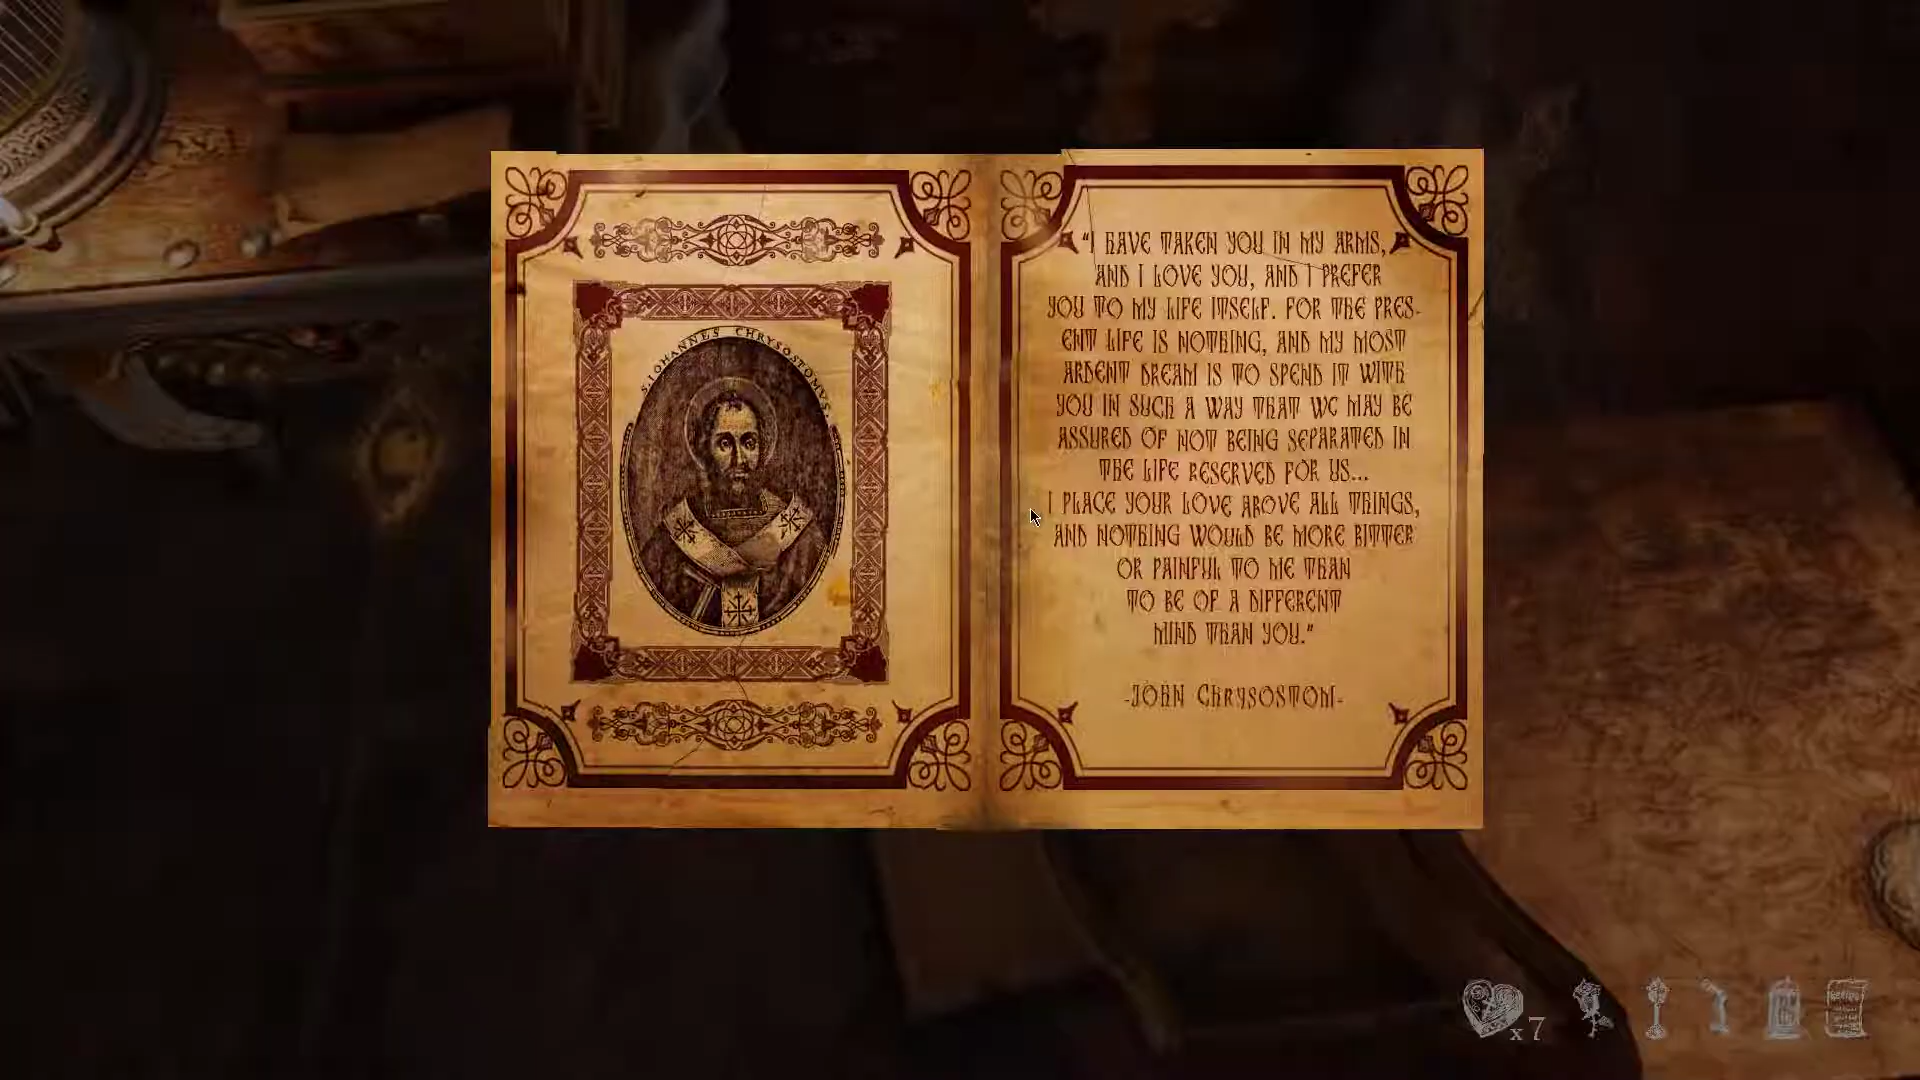 S. IOHANNES CHRYSOSTOMVS.
"I HAVE TAKEN YOU IN MY ARMS,
AND I LOVE YOU, AND I PREFER
YOU TO MY LIFE ITSELF. FOR THE PRES-
ENT LIFE IS NOTHING, AND MY MOST
ARDENT DREAM IS TO SPEND IT WITH
YOU IN SUCH A WAY THAT WE MAY BE
ASSURED OF NOT BEING SEPARATED IN
THE LIFE RESERVED FOR US...
I PLACE YOUR LOVE ABOVE ALL THINGS,
AND NOTHING WOULD BE MORE BITTER
OR PAINFUL TO ME THAN
TO BE OF A DIFFERENT
MIND THAN YOU."
-JOHN CHRYSOSTOM-
x7